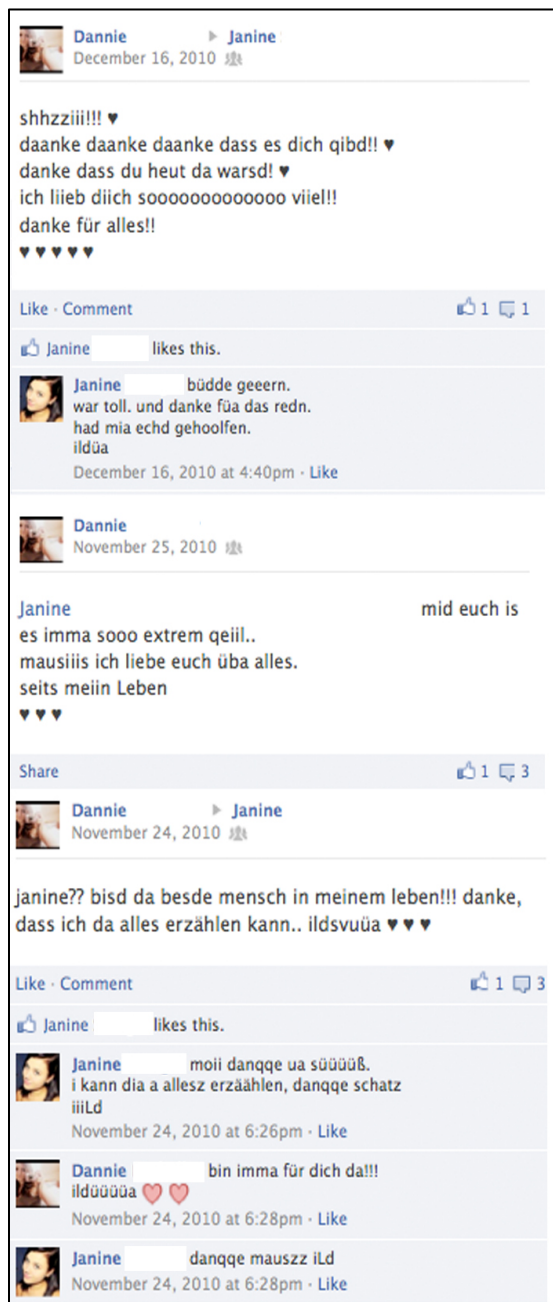 Dannie ▶ Janine
December 16, 2010
shhzziii!!! ♥
daanke daanke daanke dass es dich qibd!! ♥
danke dass du heut da warsd! ♥
ich liieb diich sooooooooooooo viiel!!
danke für alles!!
♥ ♥ ♥ ♥ ♥
Like · Comment 1 1
Janine likes this.
Janine büdde geeern.
war toll. und danke füa das redn.
had mia echd gehoolfen.
ildüa
December 16, 2010 at 4:40pm · Like
Dannie
November 25, 2010
Janine mid euch is
es imma sooo extrem qeiil..
mausiiis ich liebe euch üba alles.
seits meiin Leben
♥ ♥ ♥
Share 1 3
Dannie ▶ Janine
November 24, 2010
janine?? bisd da besde mensch in meinem leben!!! danke,
dass ich da alles erzählen kann.. ildsvuüa ♥ ♥ ♥
Like · Comment 1 3
Janine likes this.
Janine moii danqqe ua süüüüß.
i kann dia a allesz erzäählen, danqqe schatz
iiiLd
November 24, 2010 at 6:26pm · Like
Dannie bin imma für dich da!!!
ildüüüüa
November 24, 2010 at 6:28pm · Like
Janine danqqe mauszz iLd
November 24, 2010 at 6:28pm · Like